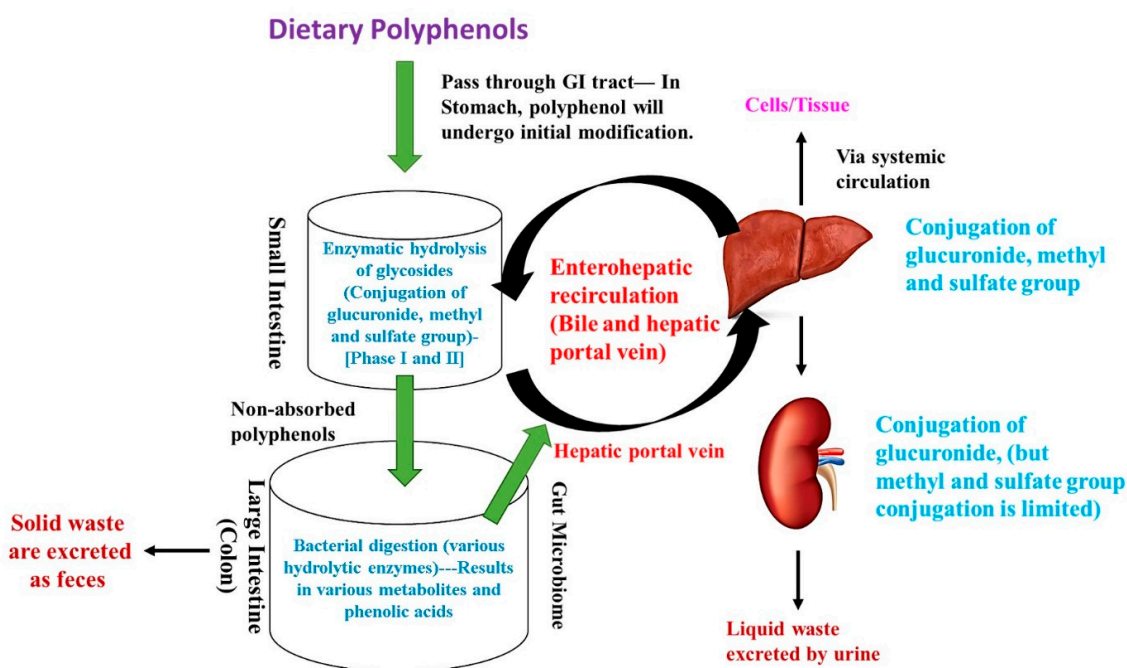 Dietary Polyphenols
Pass through GI tract— In
Stomach, polyphenol will
undergo initial modification.
Cells/Tissue
Via systemic
circulation
Small Intestine
Enzymatic hydrolysis
of glycosides
(Conjugation of
glucuronide, methyl
and sulfate group)-
[Phase I and II]
Enterohepatic
recirculation
(Bile and hepatic
portal vein)
Conjugation of
glucuronide, methyl
and sulfate group
Non-absorbed
polyphenols
Hepatic portal vein
Conjugation of
glucuronide, (but
methyl and sulfate group
conjugation is limited)
Solid waste
are excreted
as feces
Large Intestine
(Colon)
Bacterial digestion (various
hydrolytic enzymes)---Results
in various metabolites and
phenolic acids
Gut Microbiome
Liquid waste
excreted by urine